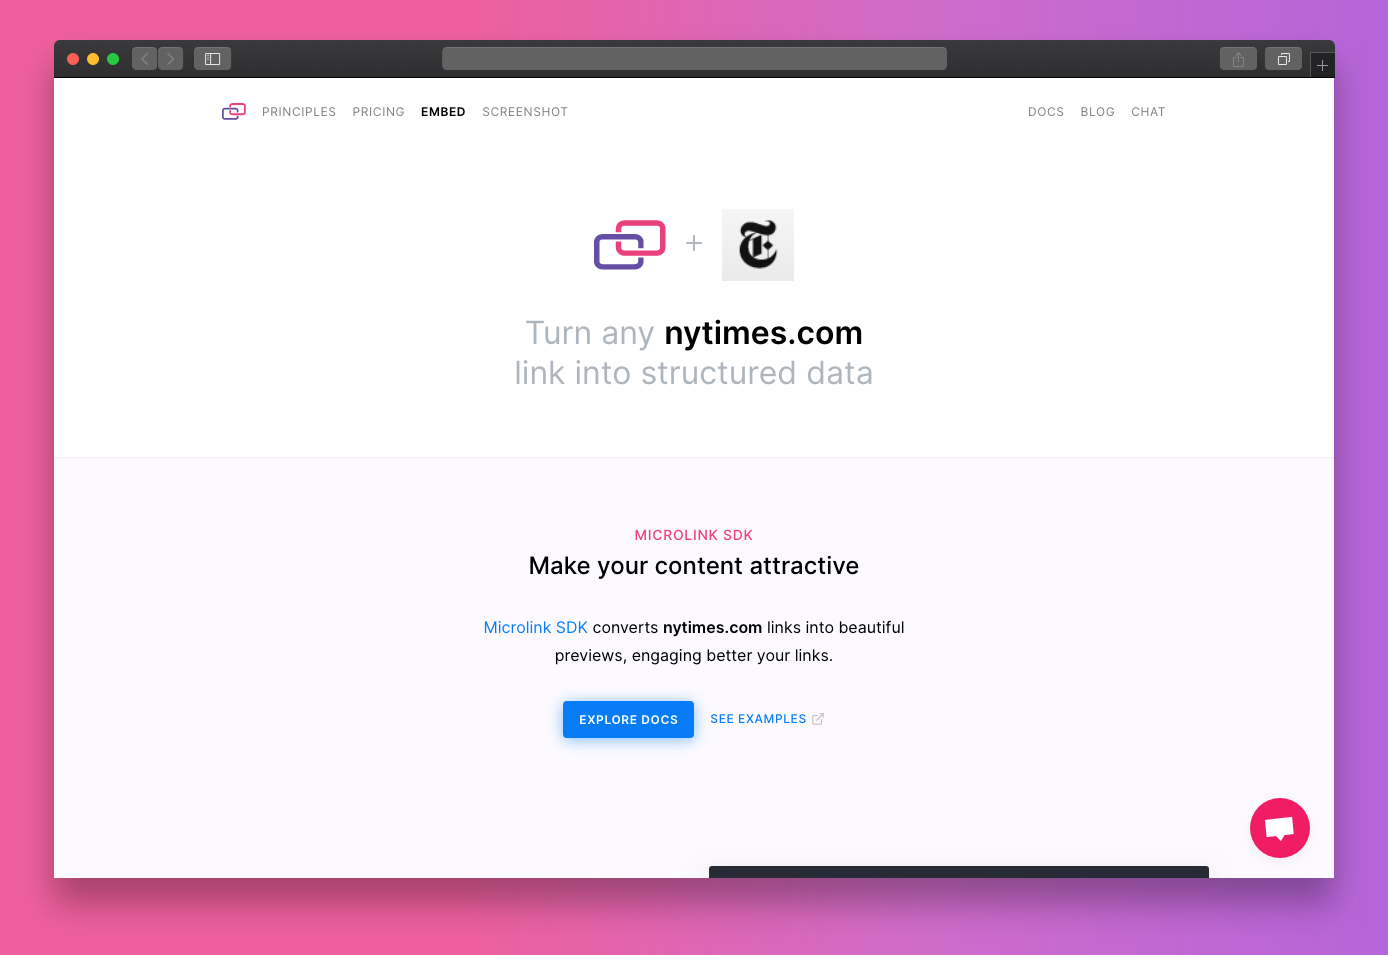 PRINCIPLES PRICING EMBED SCREENSHOT DOCS BLOG CHAT
Turn any nytimes.com
link into structured data
MICROLINK SDK
Make your content attractive
Microlink SDK converts nytimes.com links into beautiful
previews, engaging better your links.
EXPLORE DOCS SEE EXAMPLES